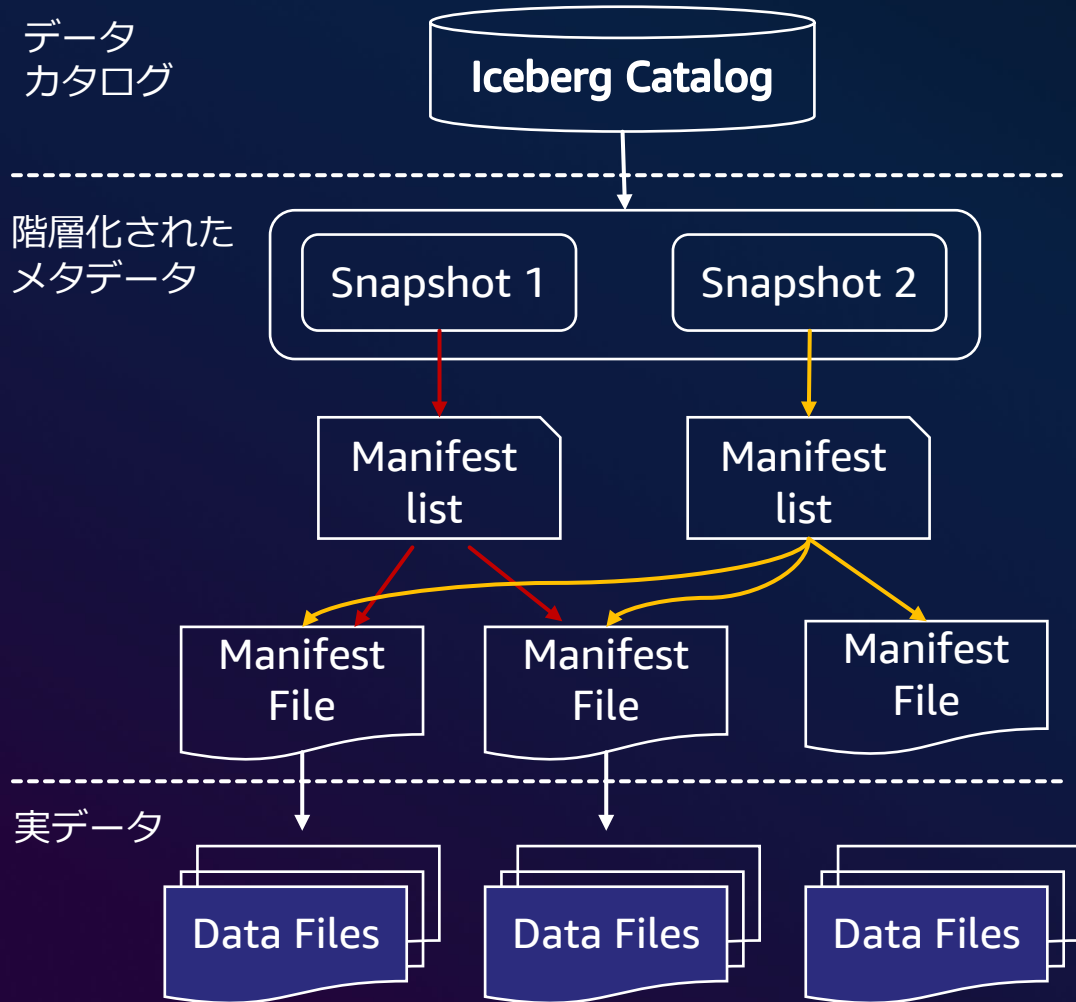 データ
カタログ
Iceberg Catalog
階層化された
メタデータ
Snapshot 1
Snapshot 2
Manifest
list
Manifest
list
Manifest
File
Manifest
File
Manifest
File
実データ
Data Files
Data Files
Data Files